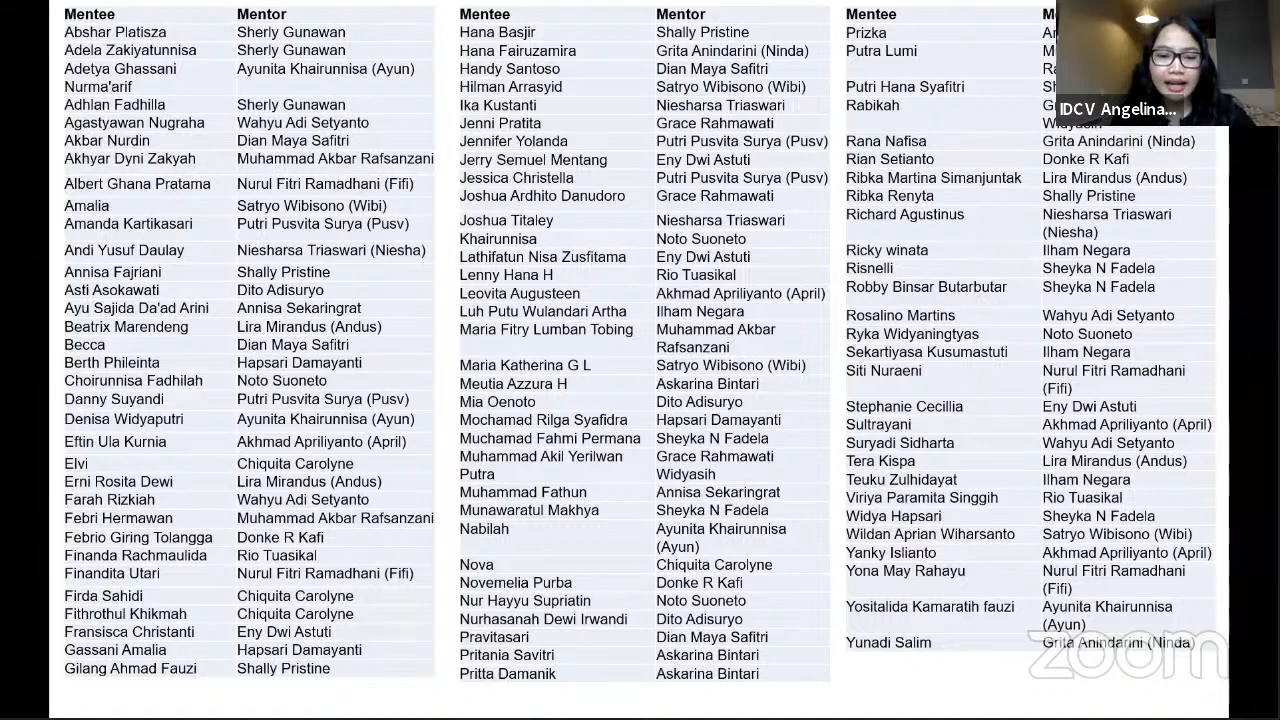 Mentee Mentor
Abshar Platisza Sherly Gunawan
Adela Zakiyatunnisa Sherly Gunawan
Adetya Ghassani Ayunita Khairunnisa (Ayun)
Nurma'arif
Adhlan Fadhilla Sherly Gunawan
Agastyawan Nugraha Wahyu Adi Setyanto
Akbar Nurdin Dian Maya Safitri
Akhyar Dyni Zakyah Muhammad Akbar Rafsanzani
Albert Ghana Pratama Nurul Fitri Ramadhani (Fifi)
Amalia Satryo Wibisono (Wibi)
Amanda Kartikasari Putri Pusvita Surya (Pusv)
Andi Yusuf Daulay Niesharsa Triaswari (Niesha)
Annisa Fajriani Shally Pristine
Asti Asokawati Dito Adisuryo
Ayu Sajida Da'ad Arini Annisa Sekaringrat
Beatrix Marendeng Lira Mirandus (Andus)
Becca Dian Maya Safitri
Berth Phileinta Hapsari Damayanti
Choirunnisa Fadhilah Noto Suoneto
Danny Suyandi Putri Pusvita Surya (Pusv)
Denisa Widyaputri Ayunita Khairunnisa (Ayun)
Eftin Ula Kurnia Akhmad Apriliyanto (April)
Elvi Chiquita Carolyne
Erni Rosita Dewi Lira Mirandus (Andus)
Farah Rizkiah Wahyu Adi Setyanto
Febri Hermawan Muhammad Akbar Rafsanzani
Febrio Giring Tolangga Donke R Kafi
Finanda Rachmaulida Rio Tuasikal
Finandita Utari Nurul Fitri Ramadhani (Fifi)
Firda Sahidi Chiquita Carolyne
Fithrothul Khikmah Chiquita Carolyne
Fransisca Christanti Eny Dwi Astuti
Gassani Amalia Hapsari Damayanti
Gilang Ahmad Fauzi Shally Pristine
Mentee Mentor
Hana Basjir Shally Pristine
Hana Fairuzamira Grita Anindarini (Ninda)
Handy Santoso Dian Maya Safitri
Hilman Arrasyid Satryo Wibisono (Wibi)
Ika Kustanti Niesharsa Triaswari
Jenni Pratita Grace Rahmawati
Jennifer Yolanda Putri Pusvita Surya (Pusv)
Jerry Semuel Mentang Eny Dwi Astuti
Jessica Christella Putri Pusvita Surya (Pusv)
Joshua Ardhito Danudoro Grace Rahmawati
Joshua Titaley Niesharsa Triaswari
Khairunnisa Noto Suoneto
Lathifatun Nisa Zusfitama Eny Dwi Astuti
Lenny Hana H Rio Tuasikal
Leovita Augusteen Akhmad Apriliyanto (April)
Luh Putu Wulandari Artha Ilham Negara
Maria Fitry Lumban Tobing Muhammad Akbar
Rafsanzani
Maria Katherina G L Satryo Wibisono (Wibi)
Meutia Azzura H Askarina Bintari
Mia Oenoto Dito Adisuryo
Mochamad Rilga Syafidra Hapsari Damayanti
Muchamad Fahmi Permana Sheyka N Fadela
Muhammad Akil Yerilwan Grace Rahmawati
Putra Widyasih
Muhammad Fathun Annisa Sekaringrat
Munawaratul Makhya Sheyka N Fadela
Nabilah Ayunita Khairunnisa
(Ayun)
Nova Chiquita Carolyne
Novemelia Purba Donke R Kafi
Nur Hayyu Supriatin Noto Suoneto
Nurhasanah Dewi Irwandi Dito Adisuryo
Pravitasari Dian Maya Safitri
Pritania Savitri Askarina Bintari
Pritta Damanik Askarina Bintari
Mentee
Prizka
Putra Lumi
Putri Hana Syafitri
Rabikah
Widyasih
Rana Nafisa Grita Anindarini (Ninda)
Rian Setianto Donke R Kafi
Ribka Martina Simanjuntak Lira Mirandus (Andus)
Ribka Renyta Shally Pristine
Richard Agustinus Niesharsa Triaswari
(Niesha)
Ricky winata Ilham Negara
Risnelli Sheyka N Fadela
Robby Binsar Butarbutar Sheyka N Fadela
Rosalino Martins Wahyu Adi Setyanto
Ryka Widyaningtyas Noto Suoneto
Sekartiyasa Kusumastuti Ilham Negara
Siti Nuraeni Nurul Fitri Ramadhani
(Fifi)
Stephanie Cecillia Eny Dwi Astuti
Sultrayani Akhmad Apriliyanto (April)
Suryadi Sidharta Wahyu Adi Setyanto
Tera Kispa Lira Mirandus (Andus)
Teuku Zulhidayat Ilham Negara
Viriya Paramita Singgih Rio Tuasikal
Widya Hapsari Sheyka N Fadela
Wildan Aprian Wiharsanto Satryo Wibisono (Wibi)
Yanky Islianto Akhmad Apriliyanto (April)
Yona May Rahayu Nurul Fitri Ramadhani
(Fifi)
Yositalida Kamaratih fauzi Ayunita Khairunnisa
(Ayun)
Yunadi Salim Grita Anindarini (Ninda)
IDCV Angelina...
zoom